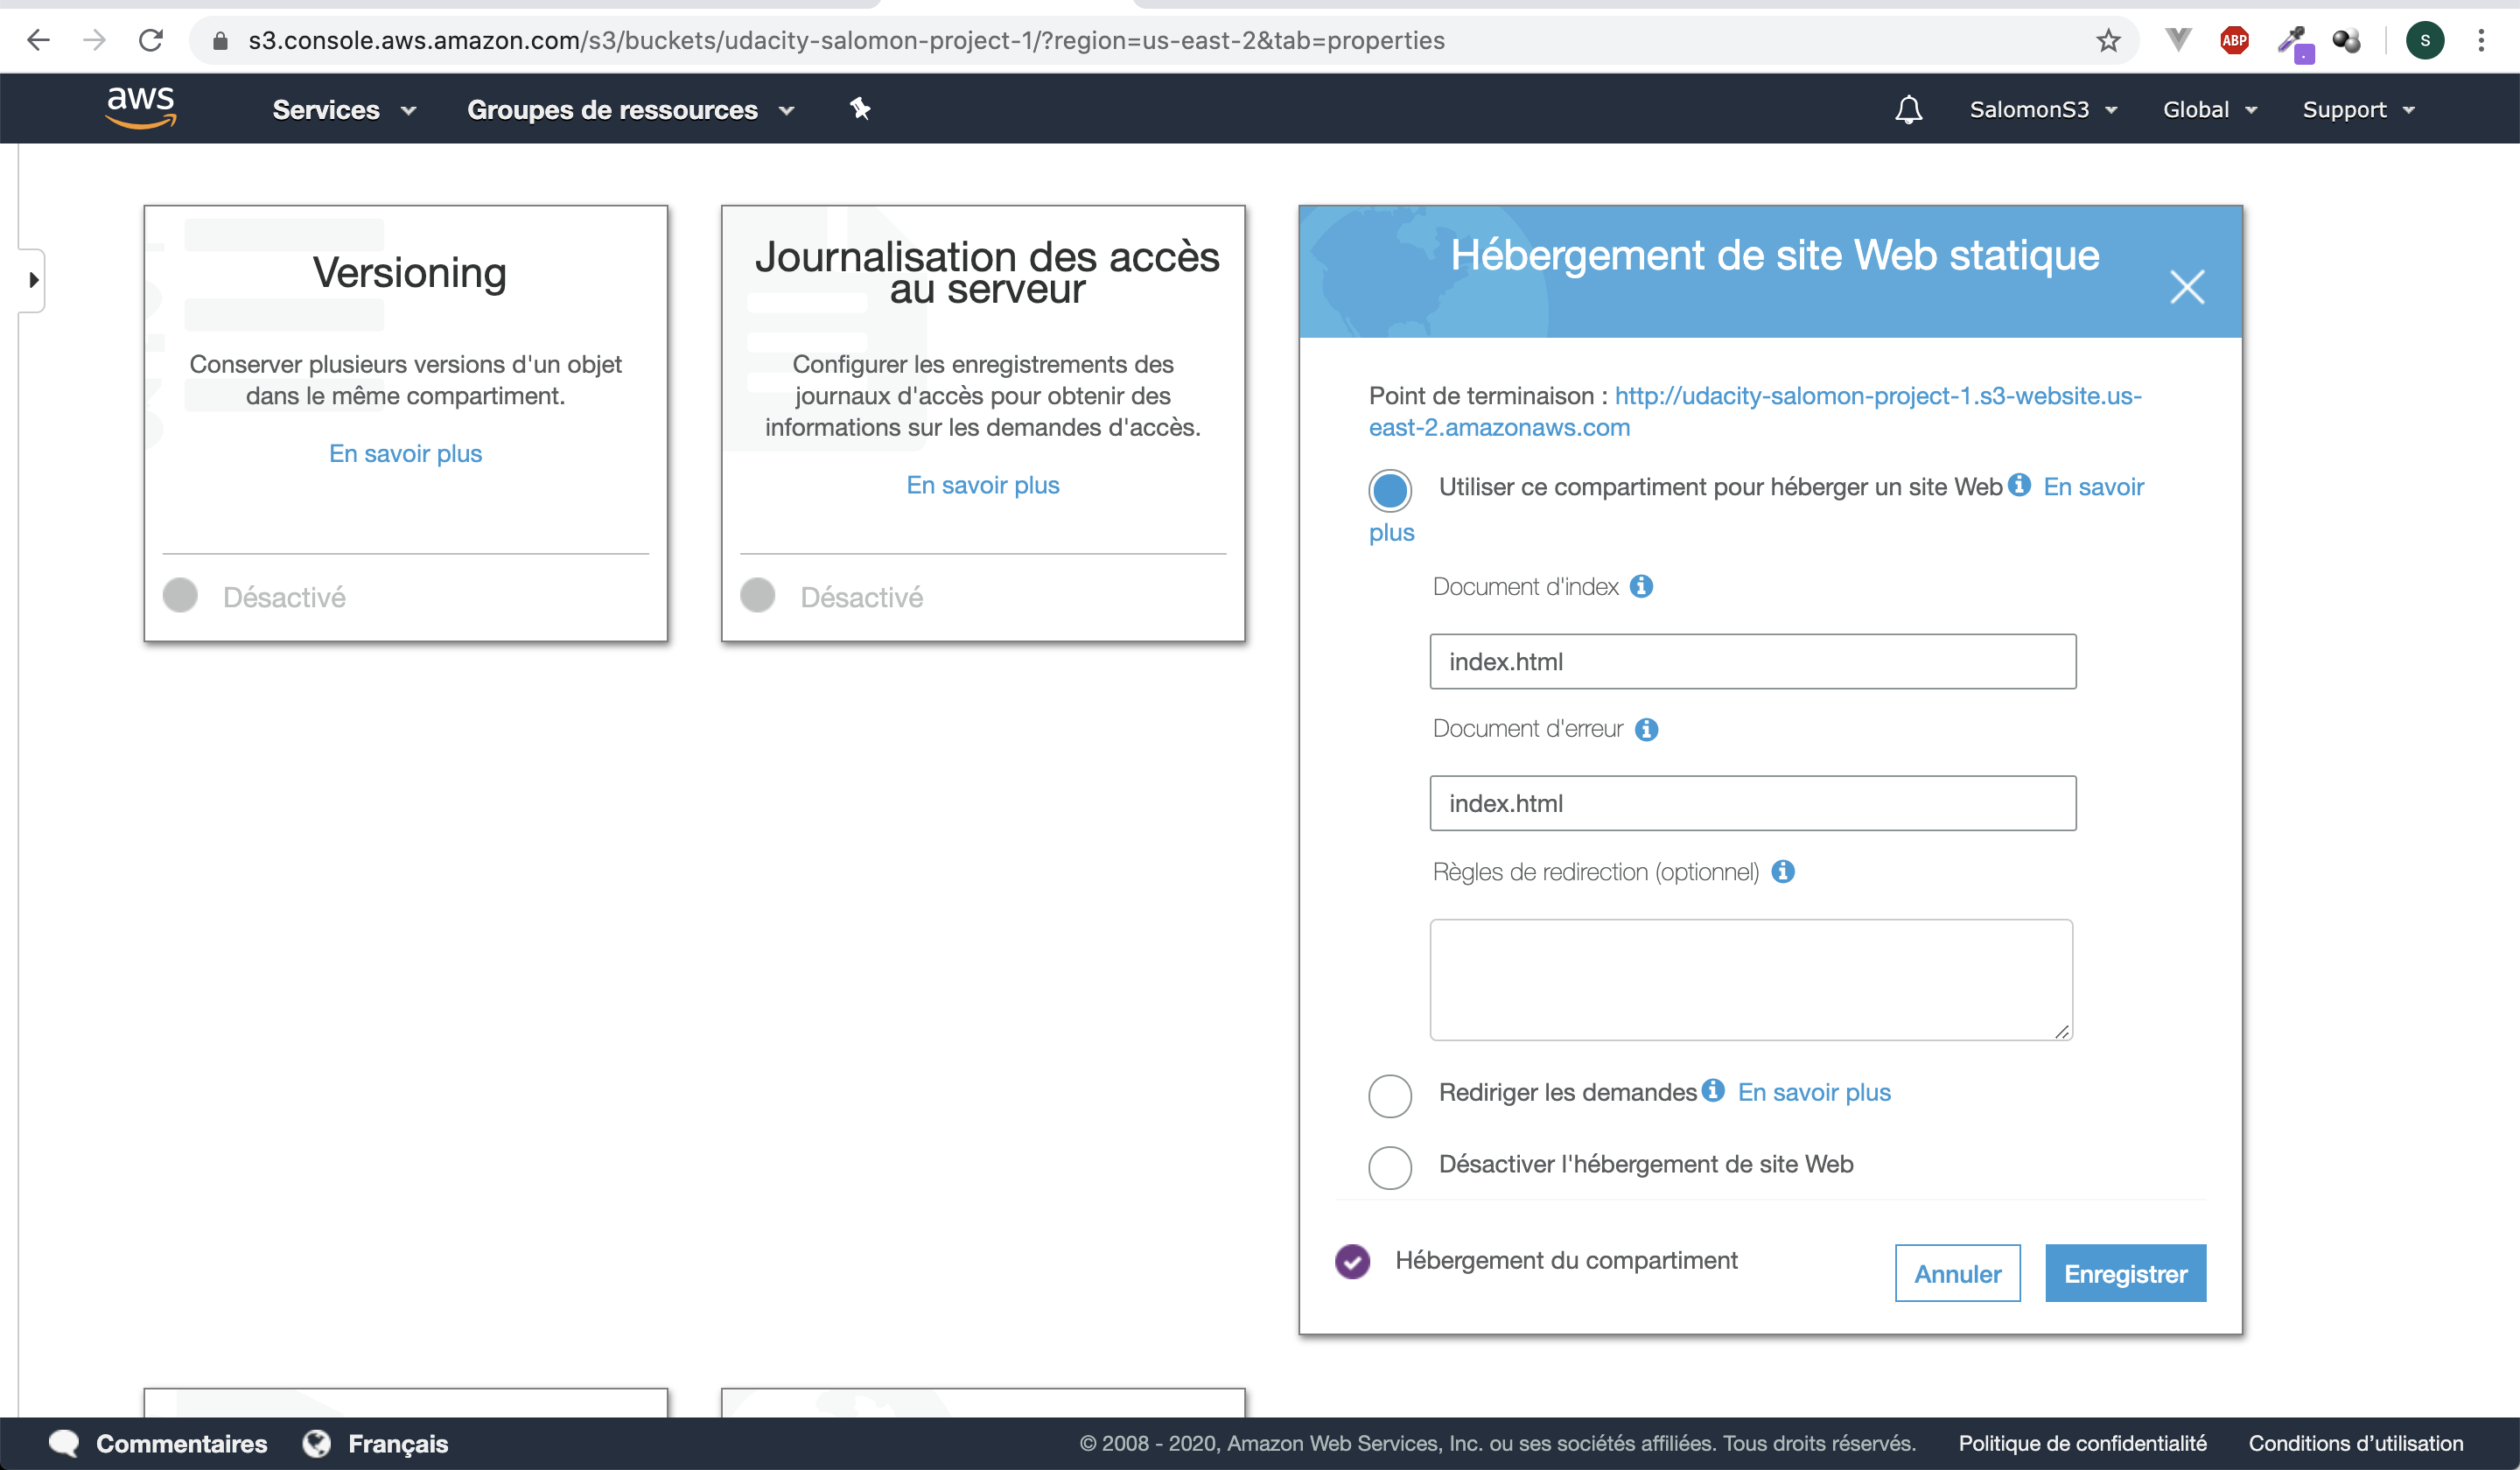 s3.console.aws.amazon.com/s3/buckets/udacity-salomon-project-1/?region=us-east-2&tab=properties
ABP
S
aws
Services
Groupes de ressources
SalomonS3
Global
Support
Versioning
Conserver plusieurs versions d'un objet
dans le même compartiment.
En savoir plus
Désactivé
Journalisation des accès
au serveur
Configurer les enregistrements des
journaux d'accès pour obtenir des
informations sur les demandes d'accès.
En savoir plus
Désactivé
Hébergement de site Web statique
Point de terminaison : http://udacity-salomon-project-1.s3-website.us-
east-2.amazonaws.com
Utiliser ce compartiment pour héberger un site Web En savoir
plus
Document d'index
index.html
Document d'erreur
index.html
Règles de redirection (optionnel)
Rediriger les demandes En savoir plus
Désactiver l'hébergement de site Web
Hébergement du compartiment
Annuler
Enregistrer
Commentaires
Français
© 2008 - 2020, Amazon Web Services, Inc. ou ses sociétés affiliées. Tous droits réservés.
Politique de confidentialité
Conditions d’utilisation